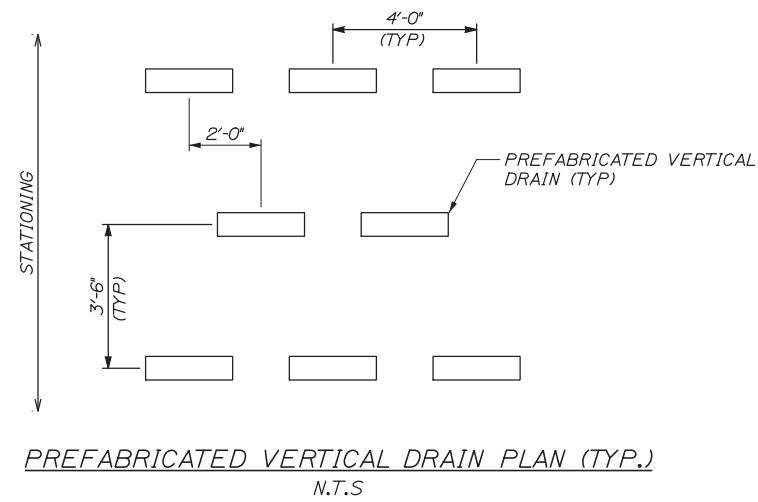 4'-0"
(TYP)
2'-0"
PREFABRICATED VERTICAL
DRAIN (TYP)
STATIONING
3'-6"
(TYP)
PREFABRICATED VERTICAL DRAIN PLAN (TYP.)
N.T.S